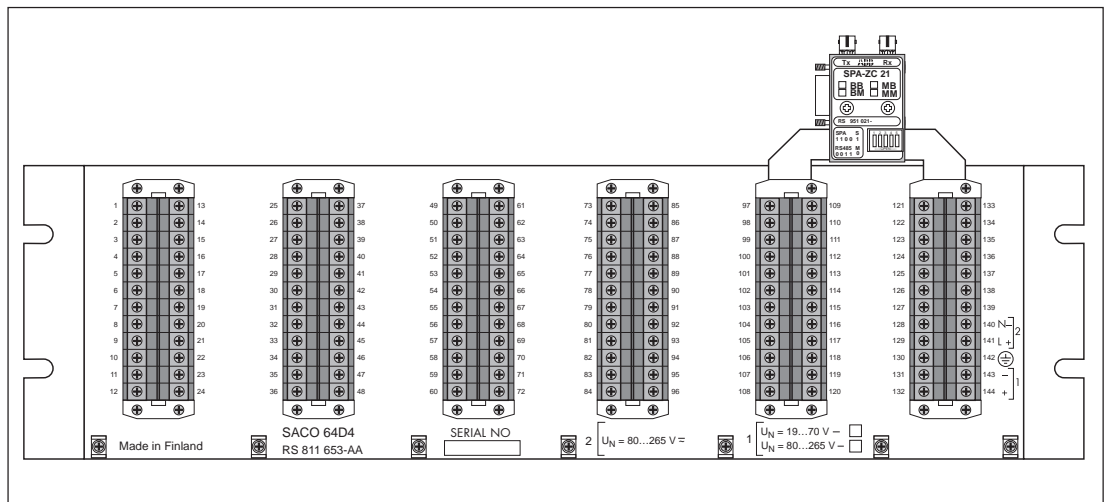 Tx ABB Rx
SPA-ZC 21
BB MB
BM MM
RS 951 021-
SPA S
1 1 0 0 1
RS485 M
0 0 1 1 0
1 13 25 37 49 61 73 85 97 109 121 133
2 14 26 38 50 62 74 86 98 110 122 134
3 15 27 39 51 63 75 87 99 111 123 135
4 16 28 40 52 64 76 88 100 112 124 136
5 17 29 41 53 65 77 89 101 113 125 137
6 18 30 42 54 66 78 90 102 114 126 138
7 19 31 43 55 67 79 91 103 115 127 139
8 20 32 44 56 68 80 92 104 116 128 140 N – 2
9 21 33 45 57 69 81 93 105 117 129 141 L +
10 22 34 46 58 70 82 94 106 118 130 142
11 23 35 47 59 71 83 95 107 119 131 143 – 1
12 24 36 48 60 72 84 96 108 120 132 144 +
Made in Finland
SACO 64D4
RS 811 653-AA
SERIAL NO
2 UN = 80...265 V ⎓
1 UN = 19...70 V –
UN = 80...265 V –